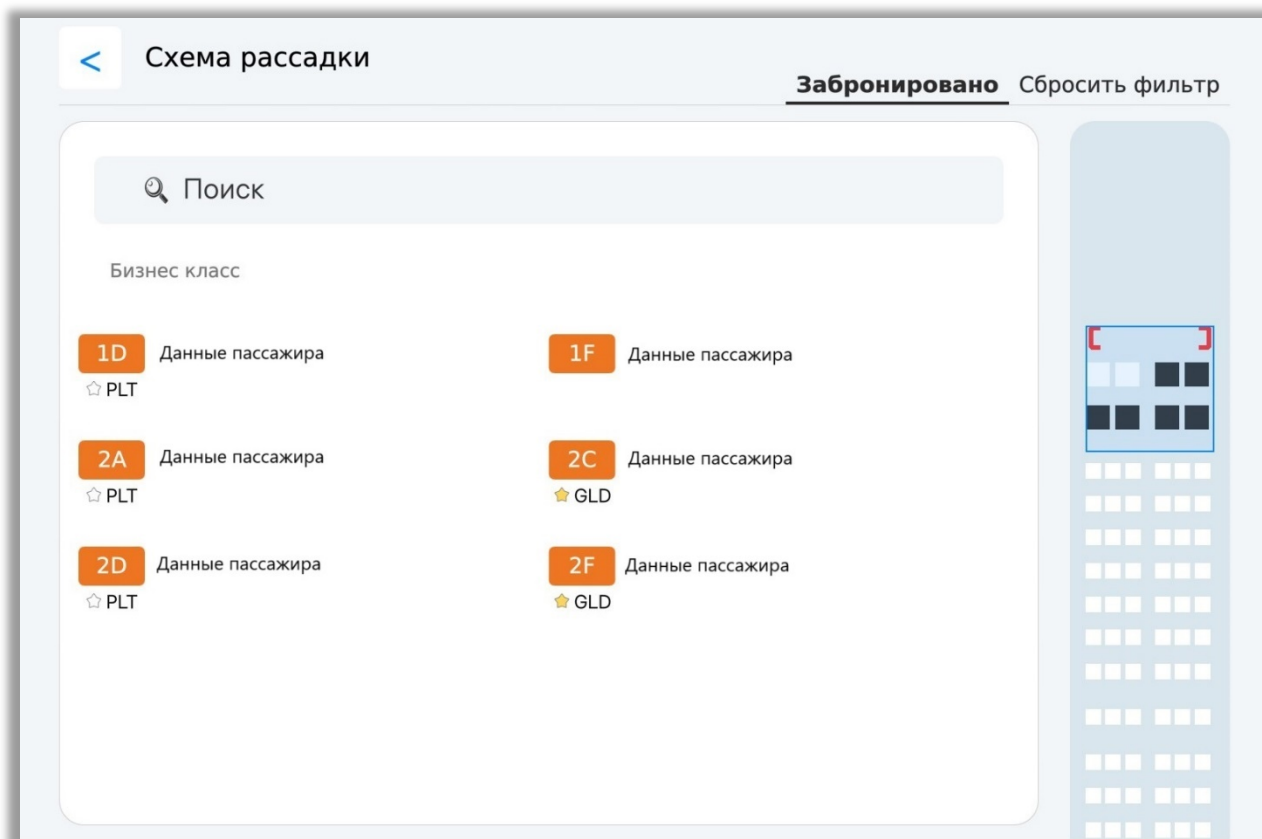 < Схема рассадки
Забронировано Сбросить фильтр
Поиск
Бизнес класс
1D Данные пассажира
PLT
1F Данные пассажира
2A Данные пассажира
PLT
2C Данные пассажира
GLD
2D Данные пассажира
PLT
2F Данные пассажира
GLD